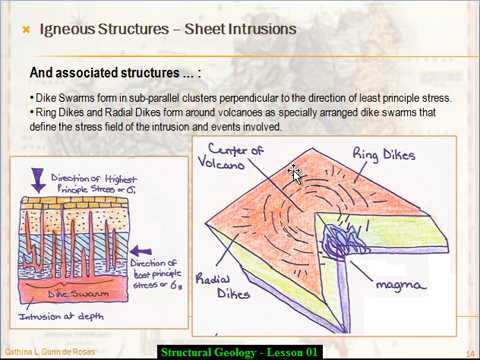 Igneous Structures – Sheet Intrusions
And associated structures … :
• Dike Swarms form in sub-parallel clusters perpendicular to the direction of least principle stress.
• Ring Dikes and Radial Dikes form around volcanoes as specially arranged dike swarms that
define the stress field of the intrusion and events involved.
Direction of Highest
Principle Stress or σ₁
Direction of
least principle
stress or σ₃
Dike Swarm
Intrusion at depth
Center of
Volcano
Ring Dikes
Radial
Dikes
magma
Cathina L. Gunn de Rosas
Structural Geology - Lesson 01
14